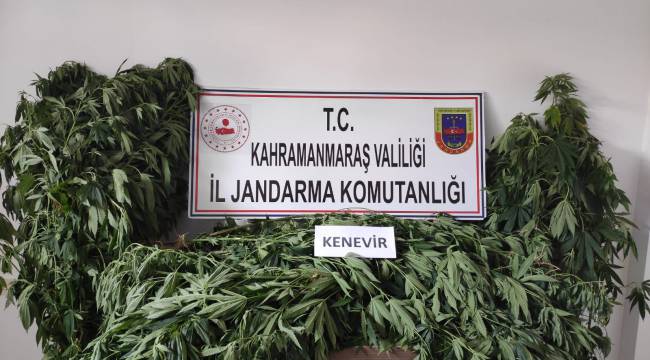 T.C.
KAHRAMANMARAŞ VALİLİĞİ
İL JANDARMA KOMUTANLIĞI
KENEVİR